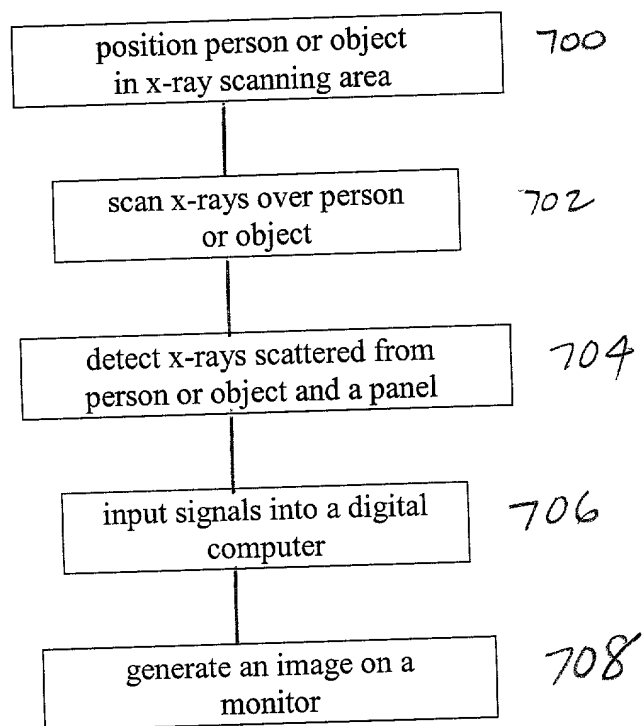 position person or object
in x-ray scanning area
700
scan x-rays over person
or object
702
detect x-rays scattered from
person or object and a panel
704
input signals into a digital
computer
706
generate an image on a
monitor
708